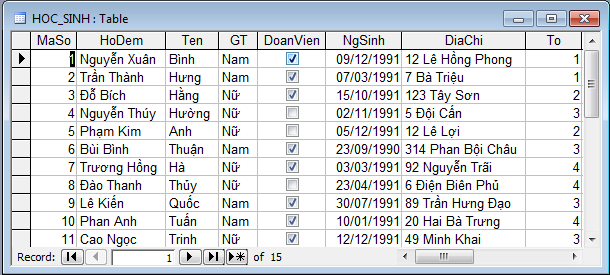 HOC_SINH : Table
MaSo HoDem Ten GT DoanVien NgSinh DiaChi To
1 Nguyễn Xuân Bình Nam 09/12/1991 12 Lê Hồng Phong 1
2 Trần Thành Hưng Nam 07/03/1991 7 Bà Triệu 1
3 Đỗ Bích Hằng Nữ 15/10/1991 123 Tây Sơn 2
4 Nguyễn Thúy Hường Nữ 02/11/1991 5 Đội Cấn 3
5 Phạm Kim Anh Nữ 05/12/1991 12 Lê Lợi 2
6 Bùi Bình Thuận Nam 23/09/1990 314 Phan Bội Châu 3
7 Trương Hồng Hà Nữ 03/03/1991 92 Nguyễn Trãi 4
8 Đào Thanh Thủy Nữ 23/04/1991 6 Điện Biên Phủ 4
9 Lê Kiến Quốc Nam 30/07/1991 89 Trần Hưng Đạo 3
10 Phan Anh Tuấn Nam 10/01/1991 20 Hai Bà Trưng 4
11 Cao Ngọc Trinh Nữ 12/12/1991 49 Minh Khai 3
Record: 1 of 15